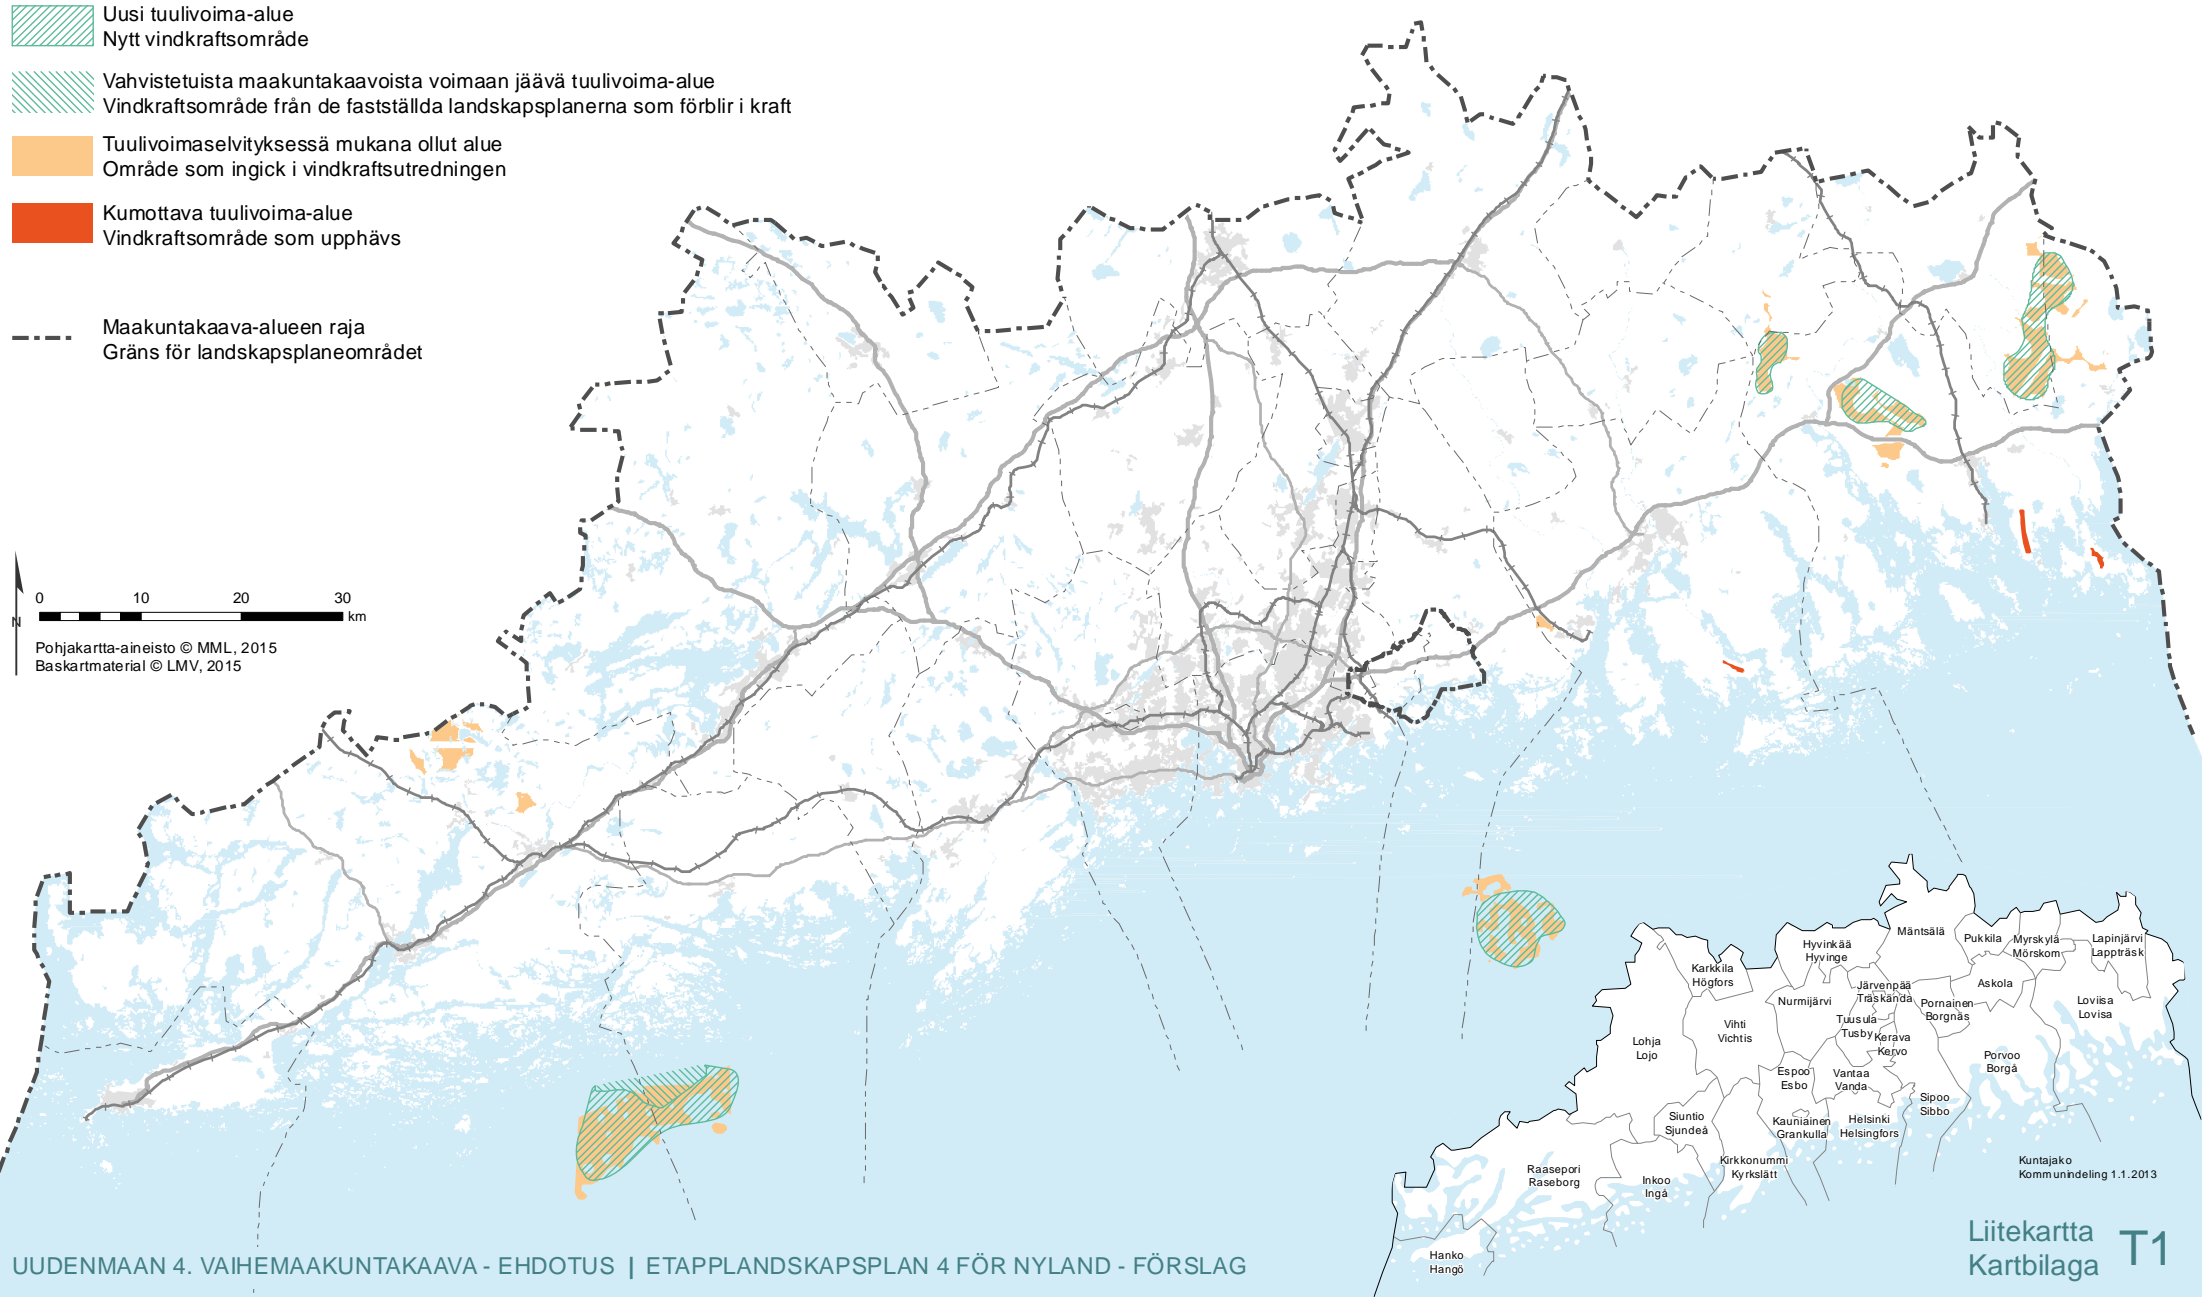 Uusi tuulivoima-alue
Nytt vindkraftsområde
Vahvistetuista maakuntakaavoista voimaan jäävä tuulivoima-alue
Vindkraftsområde från de fastställda landskapsplanerna som förblir i kraft
Tuulivoimaselvityksessä mukana ollut alue
Område som ingick i vindkraftsutredningen
Kumottava tuulivoima-alue
Vindkraftsområde som upphävs
Maakuntakaava-alueen raja
Gräns för landskapsplaneområdet
0 10 20 30
km
N
Pohjakartta-aineisto © MML, 2015
Baskartmaterial © LMV, 2015
Mäntsälä
Pukkila
Myrskylä
Mörskom
Lapinjärvi
Lappträsk
Hyvinkää
Hyvinge
Karkkila
Högfors
Askola
Järvenpää
Träskända
Nurmijärvi
Pornainen
Borgnäs
Loviisa
Lovisa
Vihti
Vichtis
Tuusula
Tusby
Kerava
Kervo
Lohja
Lojo
Porvoo
Borgå
Espoo
Esbo
Vantaa
Vanda
Sipoo
Sibbo
Siuntio
Sjundeå
Kauniainen
Grankulla
Helsinki
Helsingfors
Kirkkonummi
Kyrkslätt
Raasepori
Raseborg
Inkoo
Ingå
Hanko
Hangö
Kuntajako
Kommunindeling 1.1.2013
UUDENMAAN 4. VAIHEMAAKUNTAKAAVA - EHDOTUS | ETAPPLANDSKAPSPLAN 4 FÖR NYLAND - FÖRSLAG
Liitekartta
Kartbilaga
T1